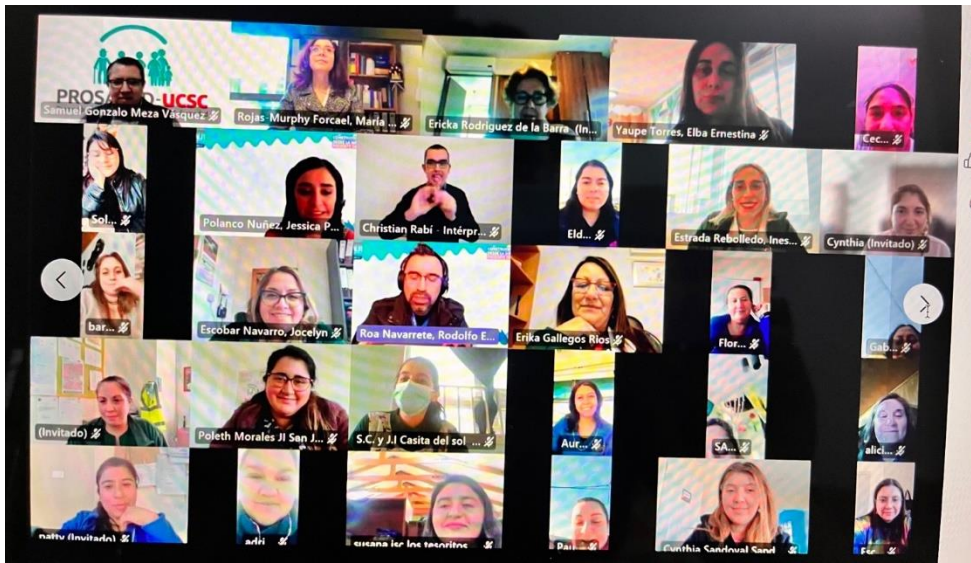 PROS
O-UCSC
Samuel Gonzalo Meza Vásquez
Rojas-Murphy Forcael, María ...
Ericka Rodriguez de la Barra (In...
Yaupe Torres, Elba Ernestina
Cec...
Sol...
Polanco Nuñez, Jessica P...
Christian Rabí - Intérpr...
Eld...
Estrada Rebolledo, Ines...
Cynthia (Invitado)
bar...
Escobar Navarro, Jocelyn
Roa Navarrete, Rodolfo E...
Erika Gallegos Rios
Flor...
Gab...
(Invitado)
Poleth Morales JI San J...
S.C. y J.I Casita del sol ...
Aur...
SA...
alici...
patty (Invitado)
adri...
susana jsc los tesoritos
Pau...
Cynthia Sandoval Sand...
Esc...